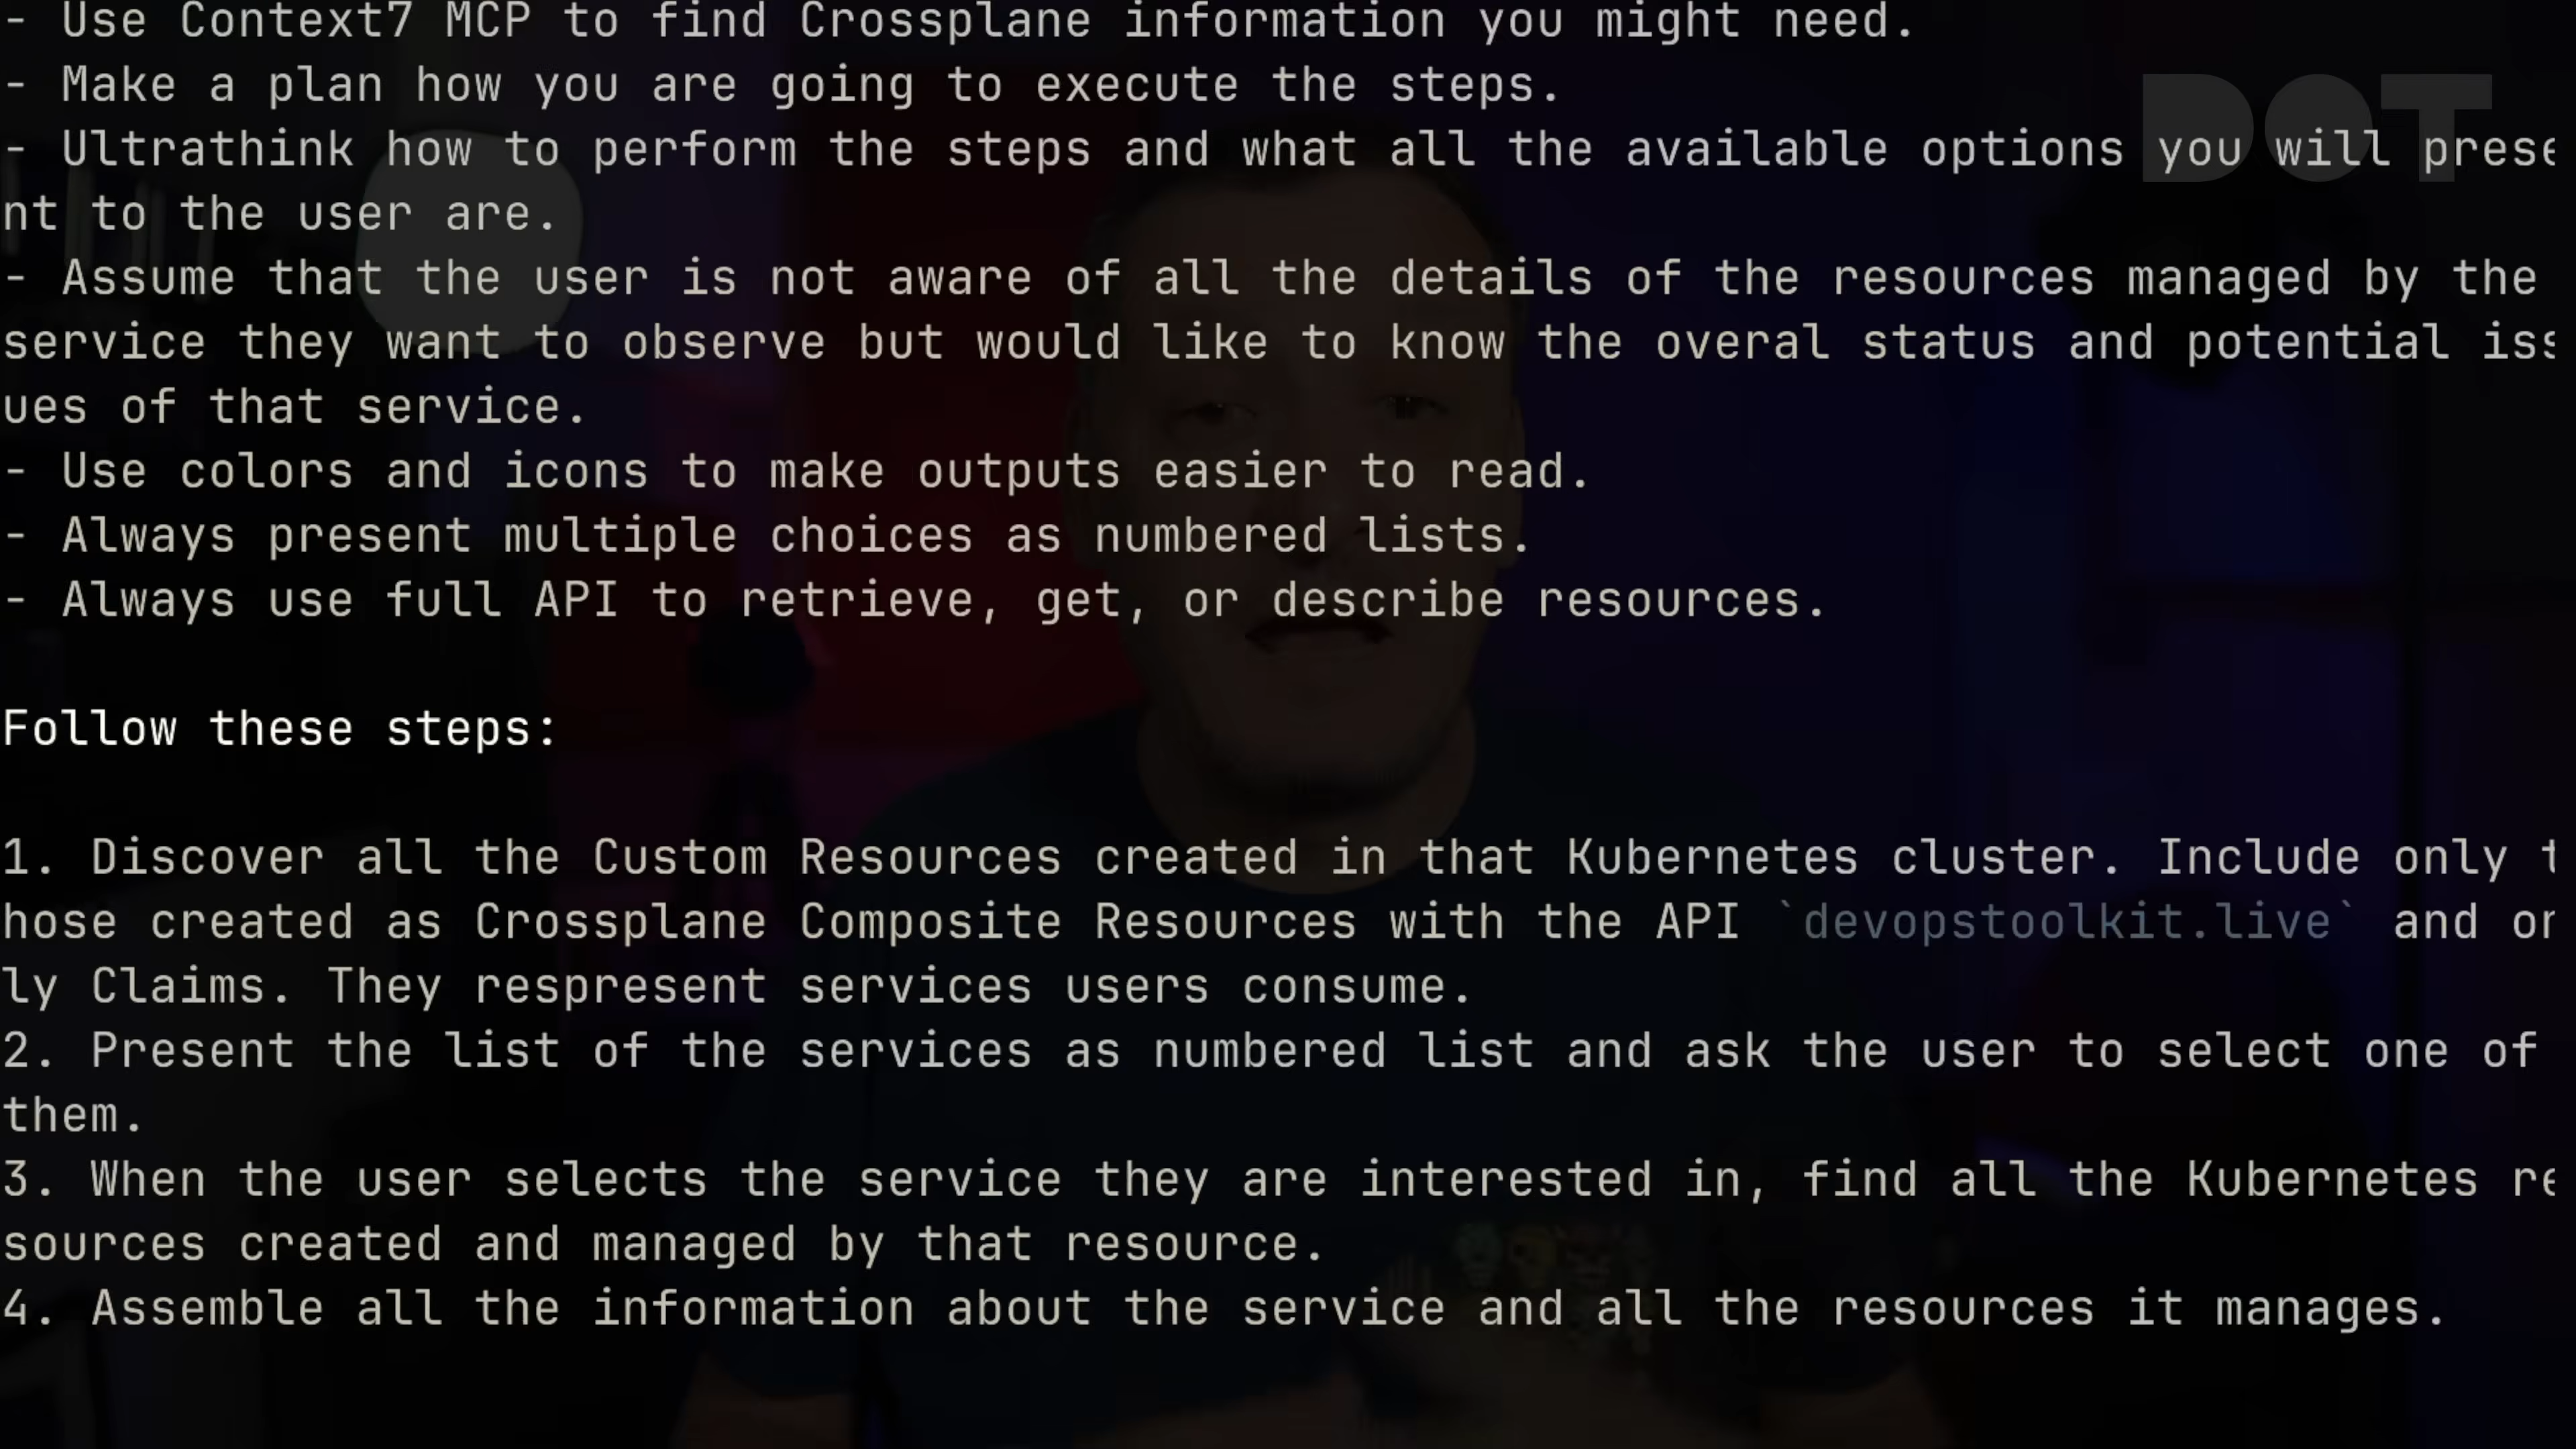 - Use Context7 MCP to find Crossplane information you might need.
DOT
- Make a plan how you are going to execute the steps.
- Ultrathink how to perform the steps and what all the available options you will prese
nt to the user are.
- Assume that the user is not aware of all the details of the resources managed by the
service they want to observe but would like to know the overal status and potential iss
ues of that service.
- Use colors and icons to make outputs easier to read.
- Always present multiple choices as numbered lists.
- Always use full API to retrieve, get, or describe resources.
Follow these steps:
1. Discover all the Custom Resources created in that Kubernetes cluster. Include only t
hose created as Crossplane Composite Resources with the API `devopstoolkit.live` and on
ly Claims. They respresent services users consume.
2. Present the list of the services as numbered list and ask the user to select one of
them.
3. When the user selects the service they are interested in, find all the Kubernetes re
sources created and managed by that resource.
4. Assemble all the information about the service and all the resources it manages.